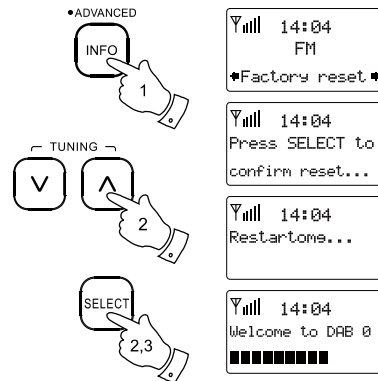 •ADVANCED
INFO
1
TUNING
2
SELECT
2,3
14:04
FM
Factory reset
14:04
Press SELECT to
confirm reset...
14:04
Restartome...
14:04
Welcome to DAB 0